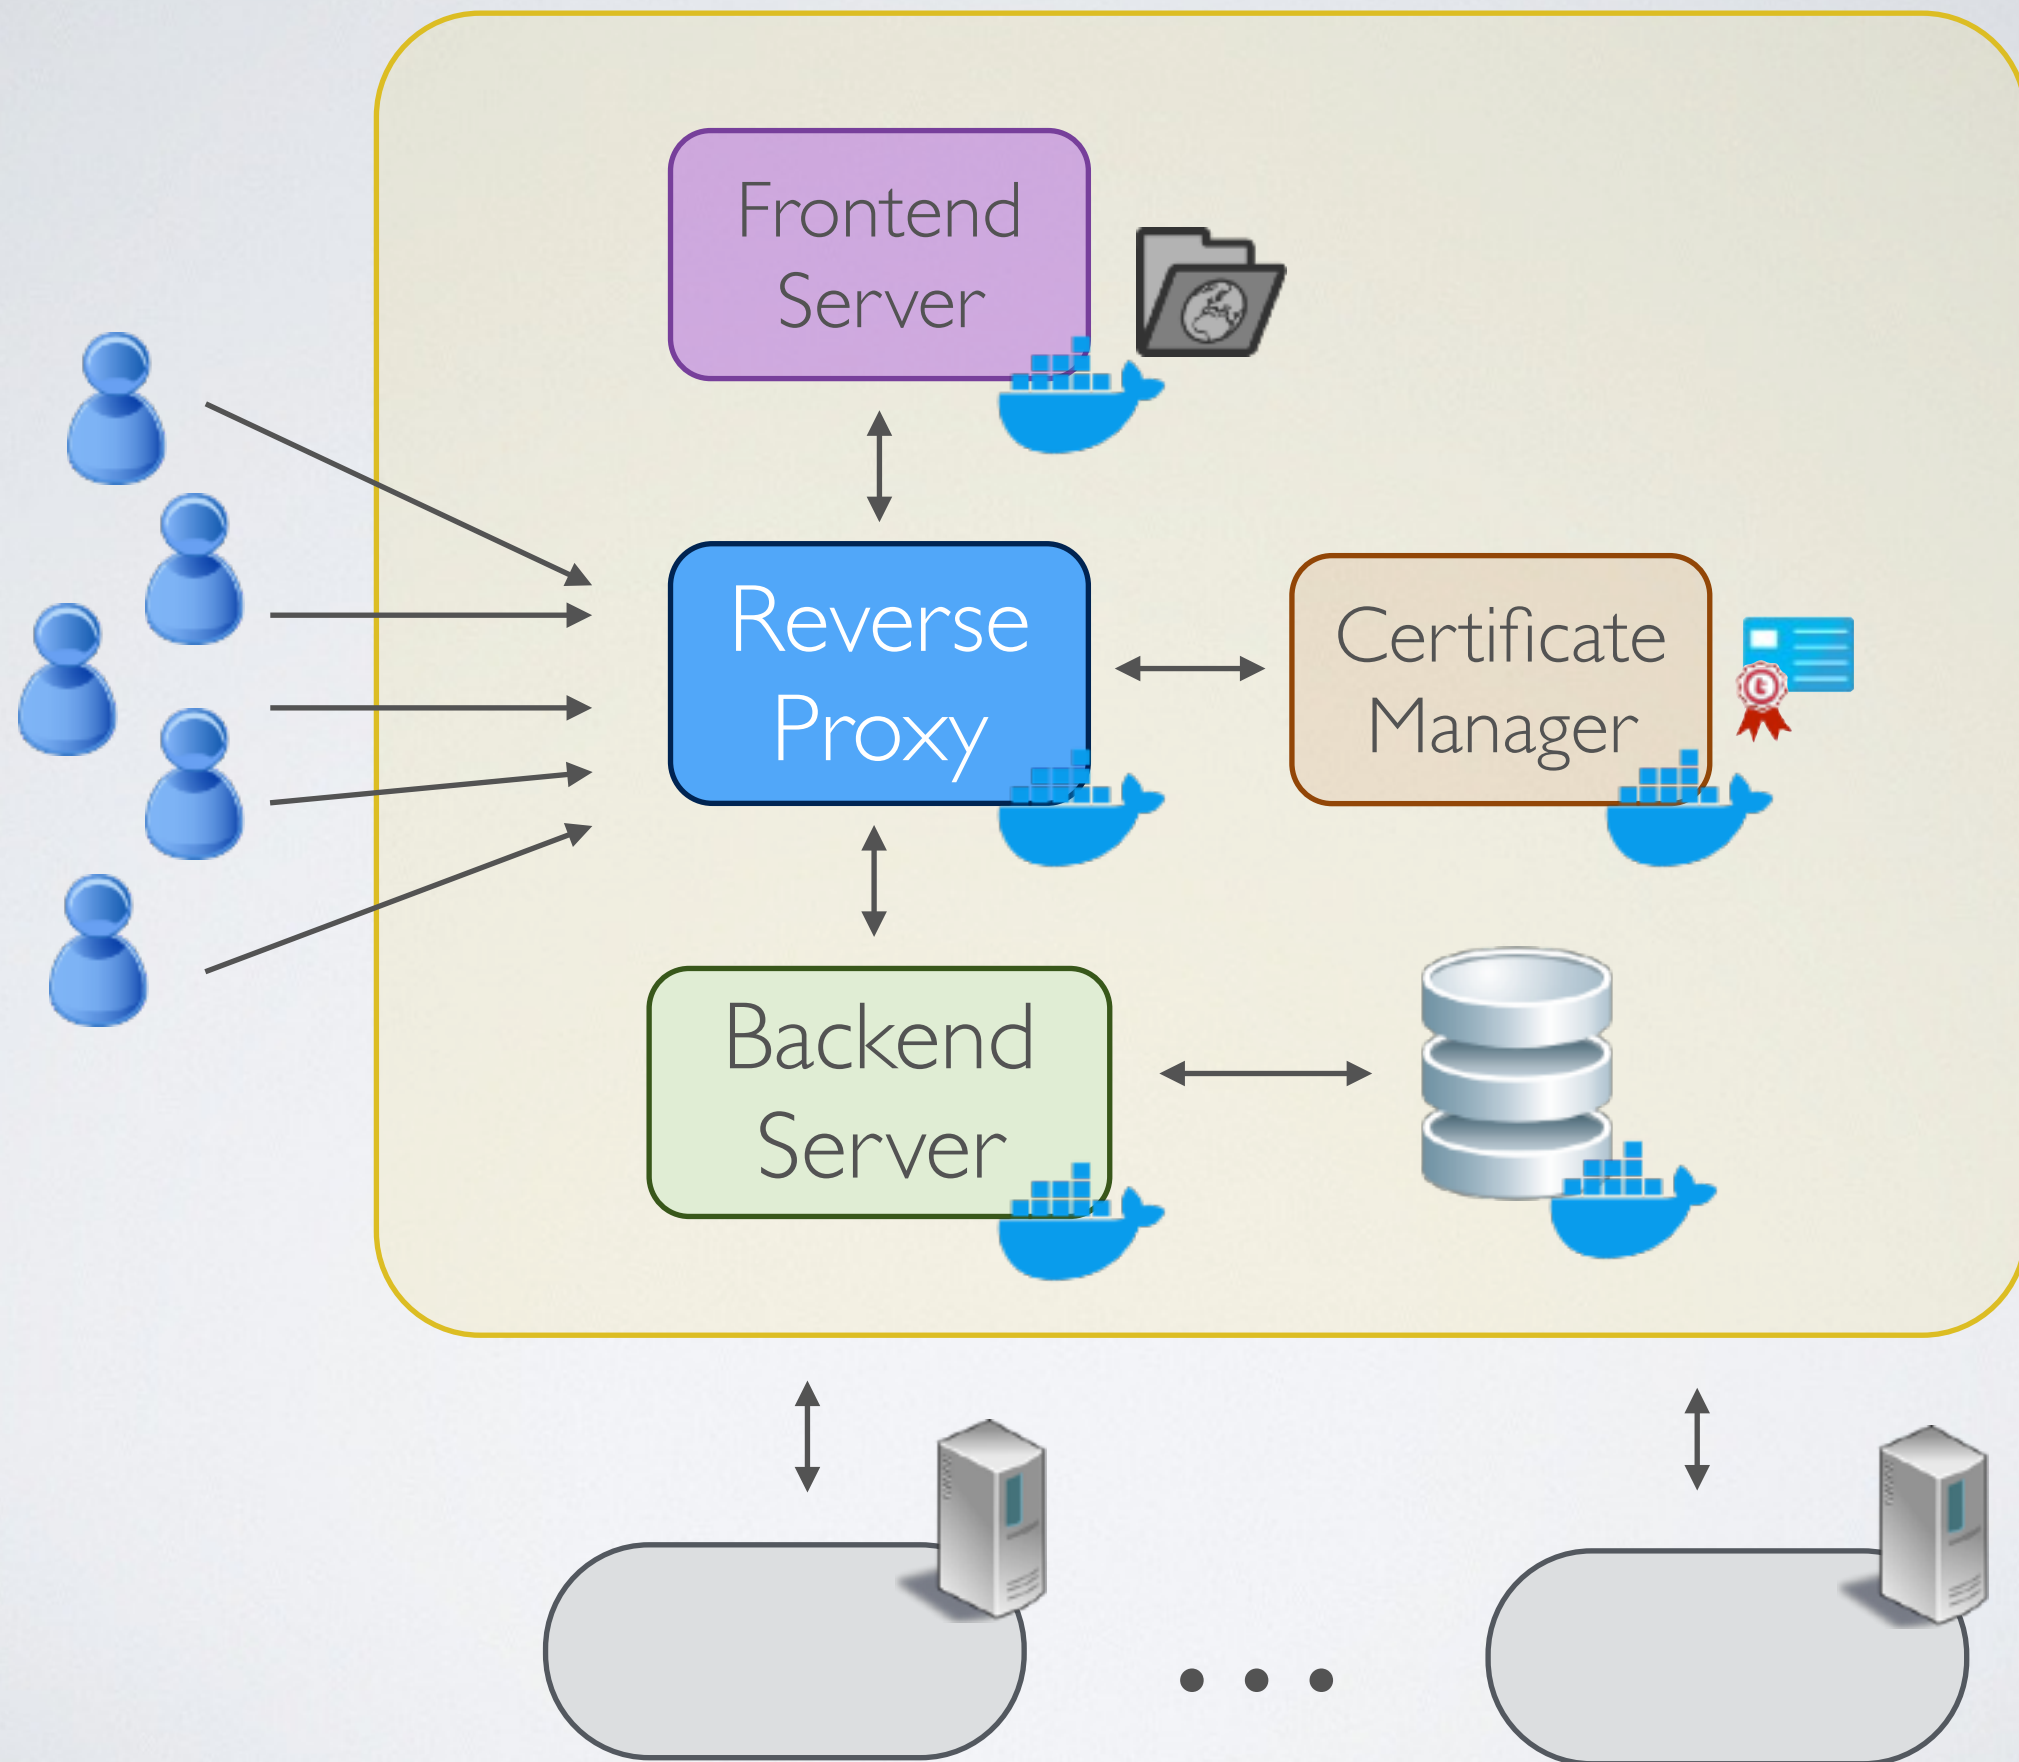 Frontend
Server
Reverse
Proxy
Certificate
Manager
Backend
Server